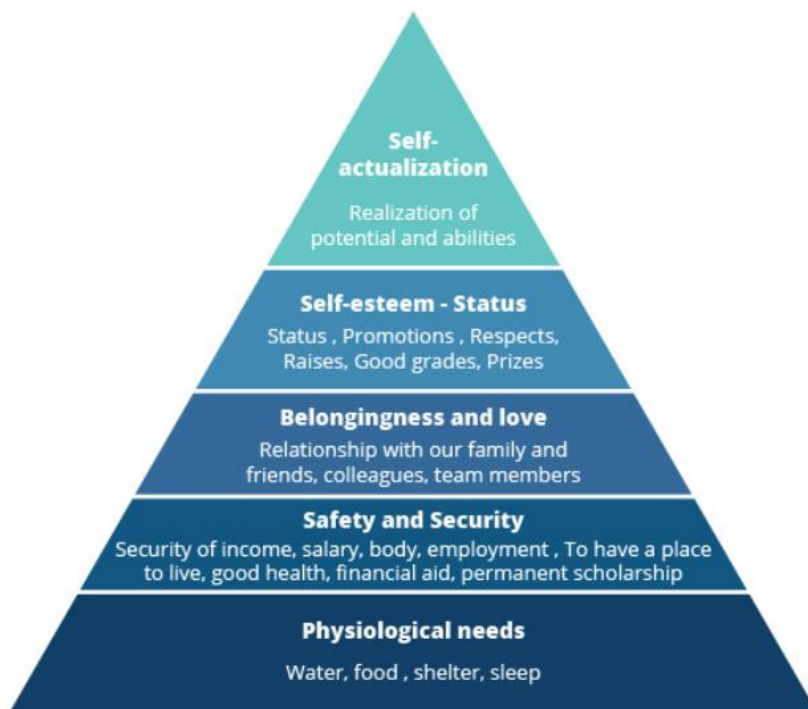 Self-
actualization
Realization of
potential and abilities
Self-esteem - Status
Status , Promotions , Respects,
Raises, Good grades, Prizes
Belongingness and love
Relationship with our family and
friends, colleagues, team members
Safety and Security
Security of income, salary, body, employment , To have a place
to live, good health, financial aid, permanent scholarship
Physiological needs
Water, food , shelter, sleep